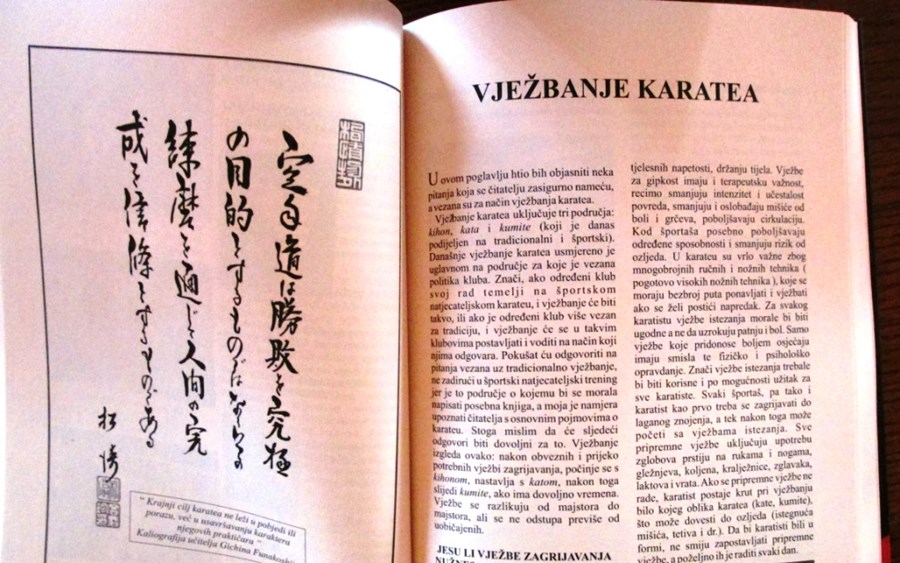 空手道は勝敗を究極
の目的とするものではなく
練磨を通じ人間の完
成を信條とするものである
松濤
" Krajnji cilj karatea ne leži u pobjedi ili
porazu, već u usavršavanju karaktera
njegovih praktičara "
Kaligrafija učitelja Gichina Funakoshi
VJEŽBANJE KARATEA
U ovom poglavlju htio bih objasniti neka
pitanja koja se čitatelju zasigurno nameću,
a vezana su za način vježbanja karatea.
Vježbanje karatea uključuje tri područja:
kihon, kata i kumite (koji je danas
podijeljen na tradicionalni i športski).
Današnje vježbanje karatea usmjereno je
uglavnom na područje za koje je vezana
politika kluba. Znači, ako određeni klub
svoj rad temelji na športskom
natjecateljskom karateu, i vježbanje će biti
takvo, ili ako je određeni klub više vezan
za tradiciju, i vježbanje će se u takvim
klubovima postavljati i voditi na način koji
njima odgovara. Pokušat ću odgovoriti na
pitanja vezana uz tradicionalno vježbanje,
ne zadirući u športski natjecateljski trening
jer je to područje o kojemu bi se morala
napisati posebna knjiga, a moja je namjera
upoznati čitatelja s osnovnim pojmovima o
karateu. Stoga mislim da će sljedeći
odgovori biti dovoljni za to. Vježbanje
izgleda ovako: nakon obveznih i prijeko
potrebnih vježbi zagrijavanja, počinje se s
kihonom, nastavlja s katom, nakon toga
slijedi kumite, ako ima dovoljno vremena.
Vježbe se razlikuju od majstora do
majstora, ali se ne odstupa previše od
uobičajenih.
JESU LI VJEŽBE ZAGRIJAVANJA
tjelesnih napetosti, držanju tijela. Vježbe
za gipkost imaju i terapeutsku važnost,
recimo smanjuju intenzitet i učestalost
povreda, smanjuju i oslobađaju mišiće od
boli i grčeva, poboljšavaju cirkulaciju.
Kod športaša posebno poboljšavaju
određene sposobnosti i smanjuju rizik od
ozljeda. U karateu su vrlo važne zbog
mnogobrojnih ručnih i nožnih tehnika (
pogotovo visokih nožnih tehnika ), koje se
moraju bezbroj puta ponavljati i vježbati
ako se želi postići napredak. Za svakog
karatistu vježbe istezanja morale bi biti
ugodne a ne da uzrokuju patnju i bol. Samo
vježbe koje pridonose boljem osjećaju
imaju smisla te fizičko i psihološko
opravdanje. Znači vježbe istezanja trebale
bi biti korisne i po mogućnosti užitak za
sve karatiste. Svaki športaš, pa tako i
karatist kao prvo treba se zagrijavati do
laganog znojenja, a tek nakon toga može
početi sa vježbama istezanja. Sve
pripremne vježbe uključuju upotrebu
zglobova prstiju na rukama i nogama,
gležnjeva, koljena, kralježnice, zglavaka,
laktova i vrata. Ako se pripremne vježbe ne
rade, karatist postaje krut pri vježbanju
bilo kojeg oblika karatea (kate, kumite),
što može dovesti do ozljeda (istegnuća
mišića, tetiva i dr.). Da bi karatisti bili u
formi, ne smiju zapostavljati pripremne
vježbe, a poželjno ih je raditi svaki dan.